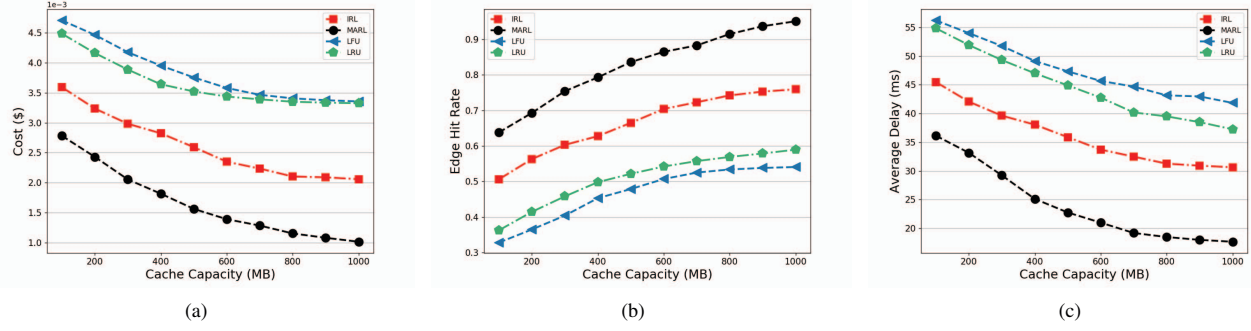 1e−3
4.5
4.0
3.5
3.0
2.5
2.0
1.5
1.0
Cost ($)
IRL
MARL
LFU
LRU
200 400 600 800 1000
Cache Capacity (MB)
(a)
0.9
0.8
0.7
0.6
0.5
0.4
0.3
Edge Hit Rate
IRL
MARL
LFU
LRU
200 400 600 800 1000
Cache Capacity (MB)
(b)
55
50
45
40
35
30
25
20
Average Delay (ms)
IRL
MARL
LFU
LRU
200 400 600 800 1000
Cache Capacity (MB)
(c)